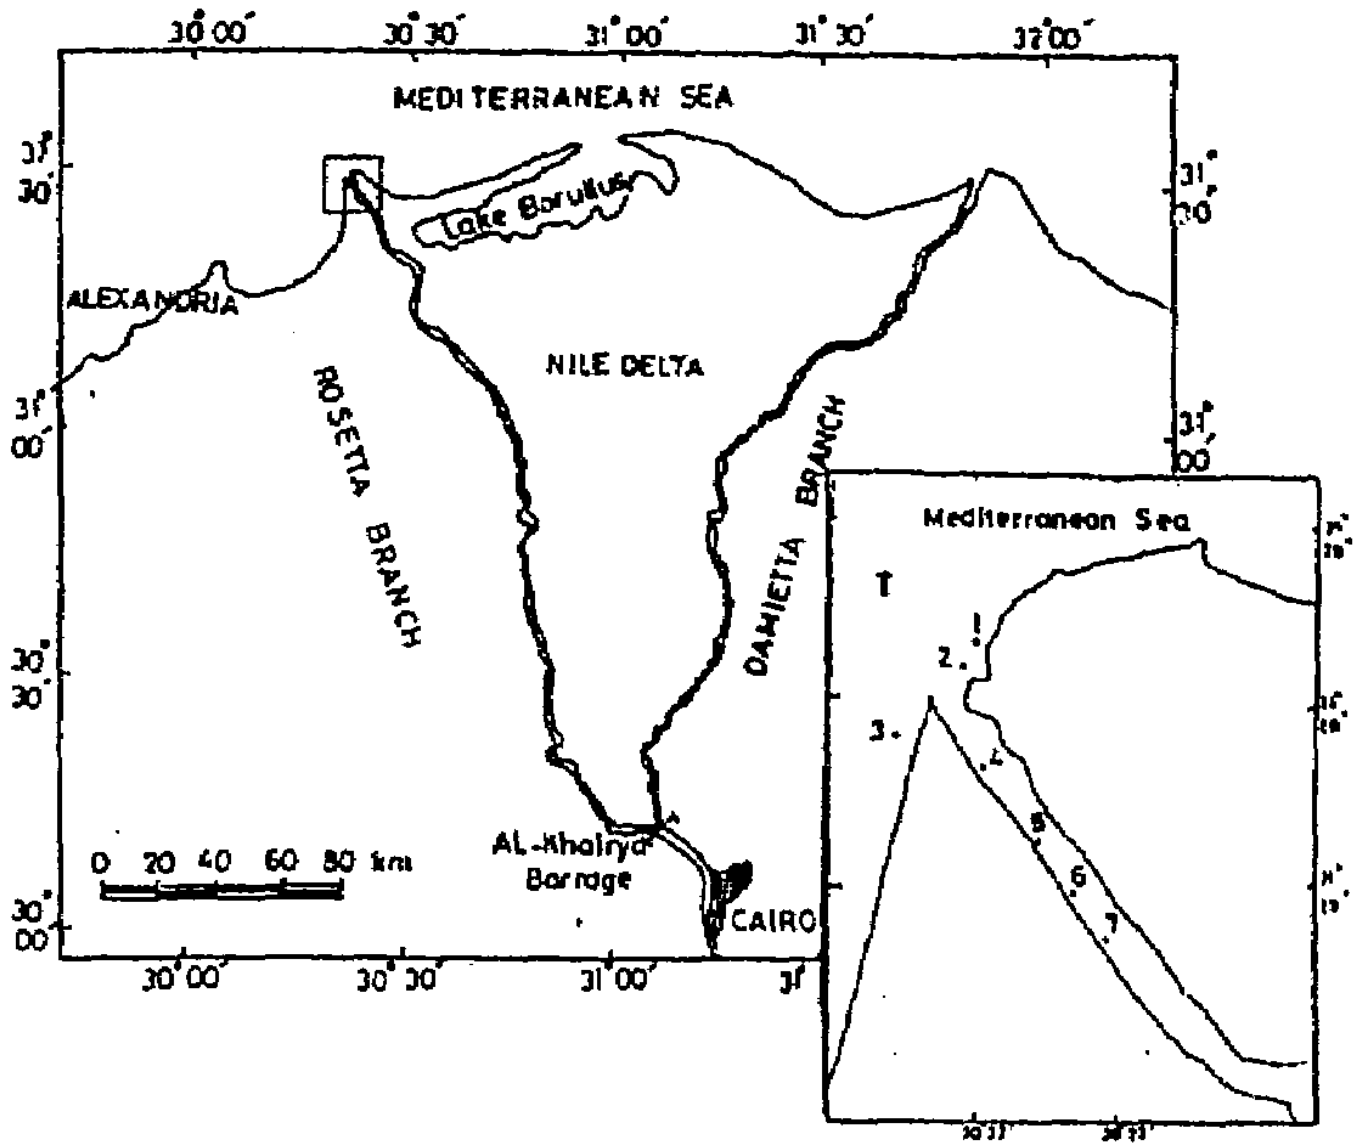 30° 00′ 30° 30′ 31° 00′ 31° 30′ 32° 00′
MEDITERRANEAN SEA
31°
30′
31°
30′
Lake Borullus
ALEXANDRIA
NILE DELTA
ROSETTA BRANCH
DAMIETTA BRANCH
31°
00′
31°
00′
Mediterranean Sea
1
2.
3.
4
5
6
7
30°
30′
AL-Khairya
Barrage
0 20 40 60 80 km
CAIRO
30°
00′
30° 00′ 30° 30′ 31° 00′ 31°